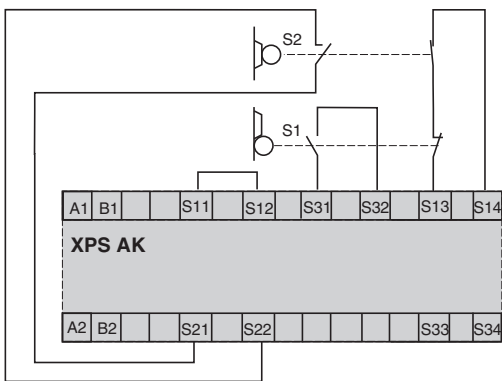 S2
S1
A1 B1 S11 S12 S31 S32 S13 S14
XPS AK
A2 B2 S21 S22 S33 S34